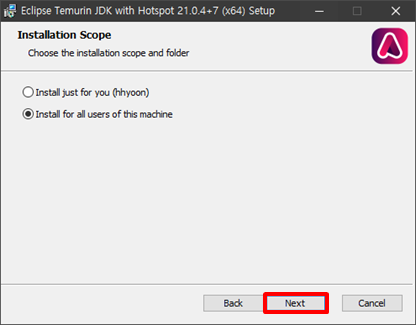 Eclipse Temurin JDK with Hotspot 21.0.4+7 (x64) Setup
Installation Scope
Choose the installation scope and folder
Install just for you (hhyoon)
Install for all users of this machine
Back
Next
Cancel